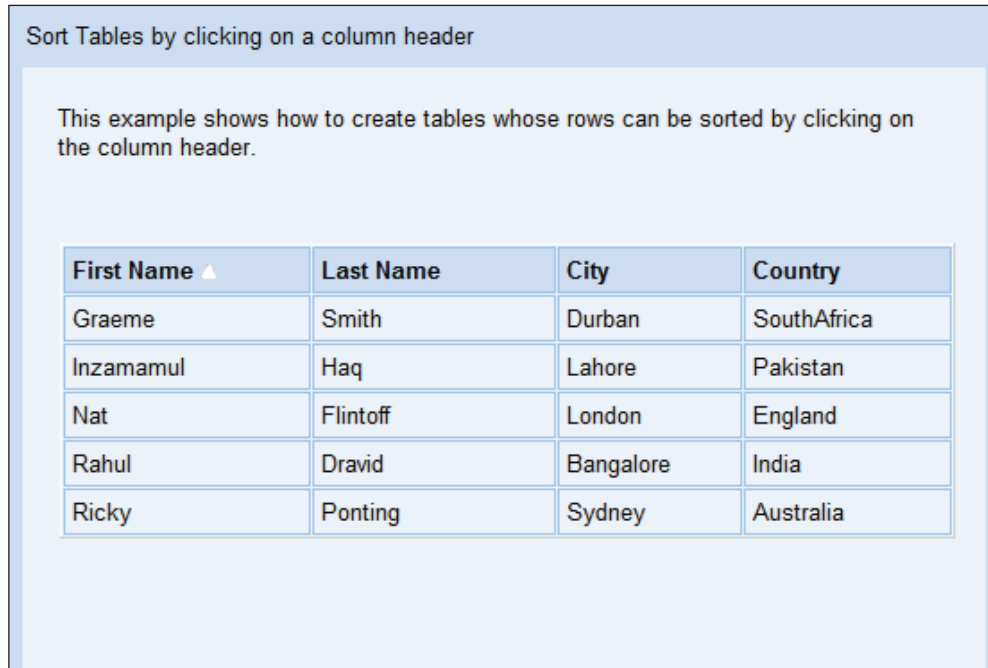 Sort Tables by clicking on a column header
This example shows how to create tables whose rows can be sorted by clicking on
the column header.
First Name Last Name City Country
Graeme Smith Durban SouthAfrica
Inzamamul Haq Lahore Pakistan
Nat Flintoff London England
Rahul Dravid Bangalore India
Ricky Ponting Sydney Australia